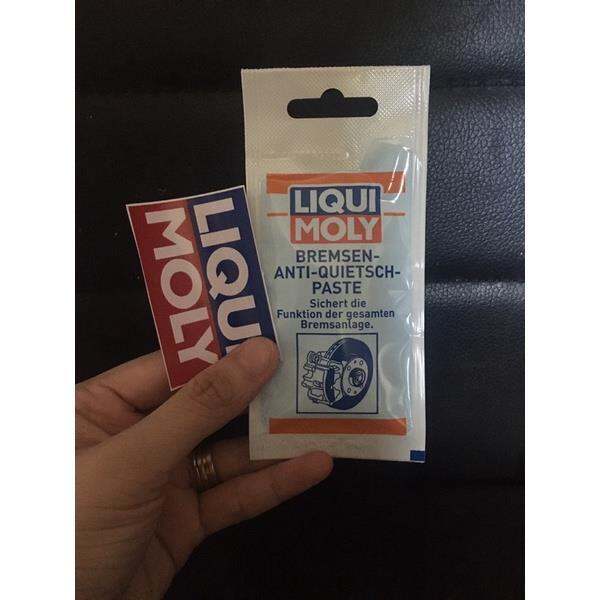 LIQUI
MOLY
BREMSEN-
ANTI-QUIETSCH-
PASTE
Sichert die
Funktion der gesamten
Bremsanlage.
LIQUI
MOLY